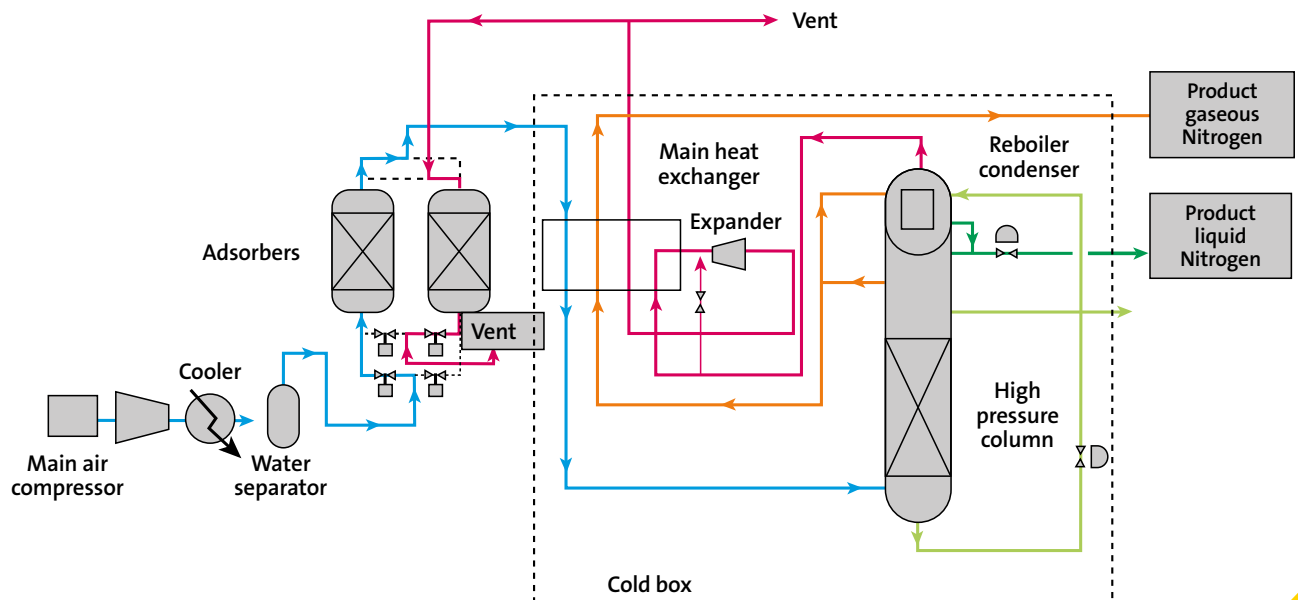 Vent
Product
gaseous
Nitrogen
Main heat
exchanger
Reboiler
condenser
Expander
Product
liquid
Nitrogen
Adsorbers
Vent
Cooler
High
pressure
column
Main air
compressor
Water
separator
Cold box